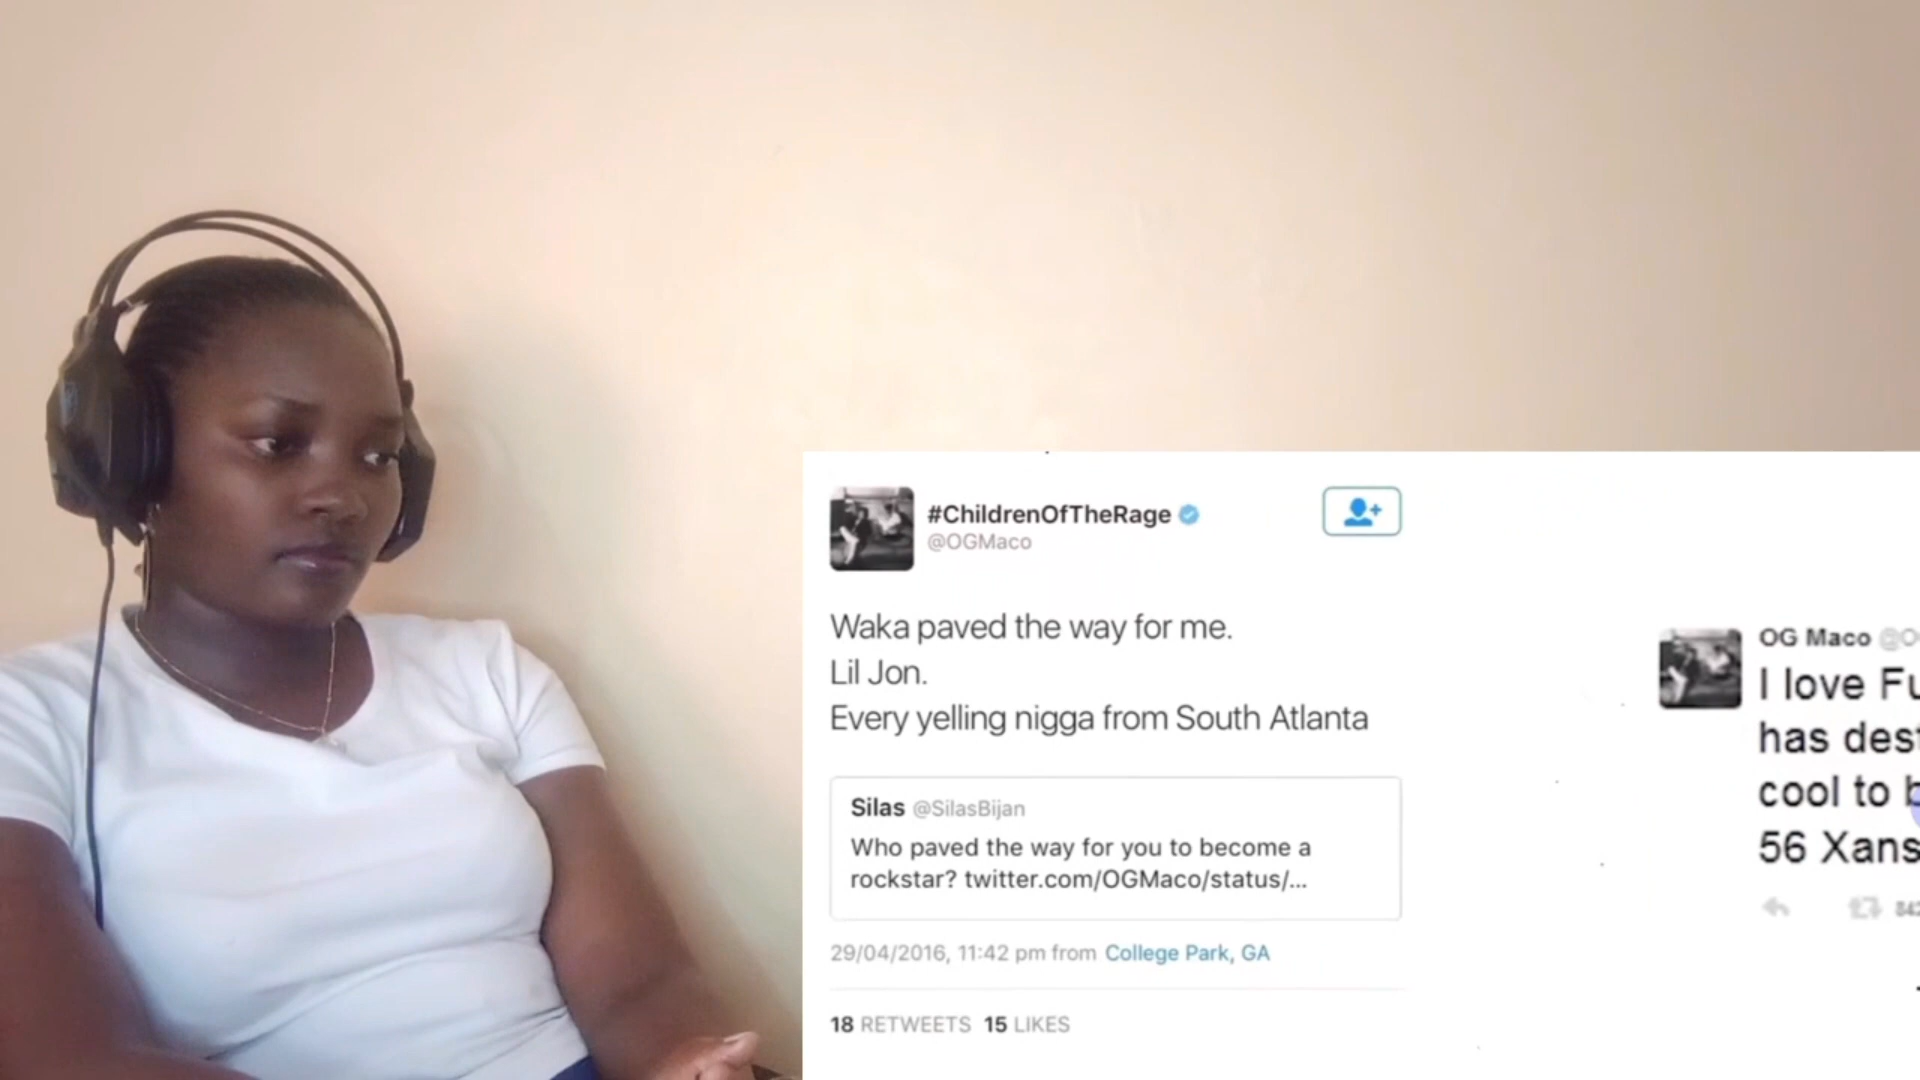 #ChildrenOfTheRage
@OGMaco
Waka paved the way for me.
Lil Jon.
Every yelling nigga from South Atlanta
Silas @SilasBijan
Who paved the way for you to become a
rockstar? twitter.com/OGMaco/status/...
29/04/2016, 11:42 pm from College Park, GA
18 RETWEETS 15 LIKES
OG Maco
I love
has
cool to
56 Xans